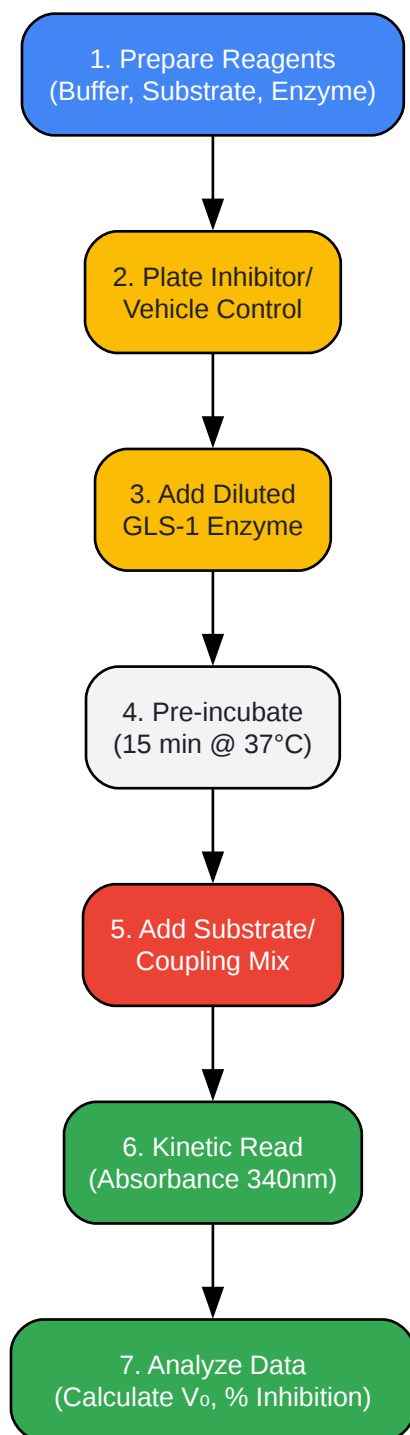 1. Prepare Reagents
(Buffer, Substrate, Enzyme)
2. Plate Inhibitor/
Vehicle Control
3. Add Diluted
GLS-1 Enzyme
4. Pre-incubate
(15 min @ 37°C)
5. Add Substrate/
Coupling Mix
6. Kinetic Read
(Absorbance 340nm)
7. Analyze Data
(Calculate V₀, % Inhibition)